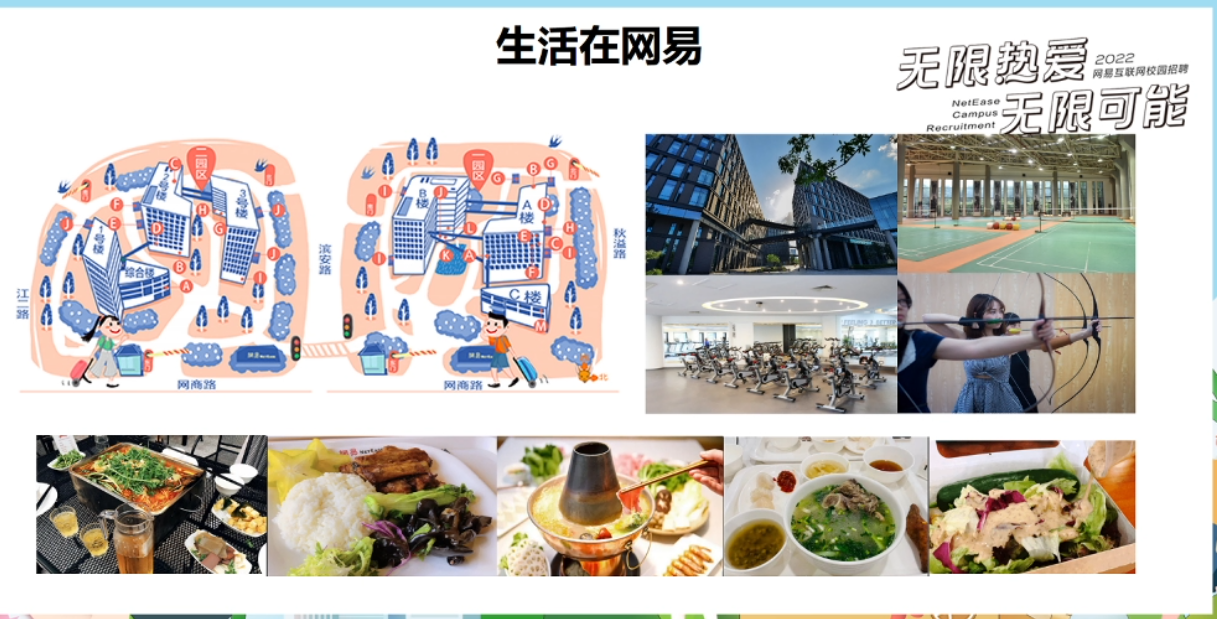 生活在网易
无限热爱
2022
网易互联网校园招聘
NetEase
Campus
Recruitment
无限可能
二园区
C
2号楼
3号楼
J
F
E
H
G
J
D
1号楼
B
综合楼
A
J
I
江二路
网商路
滨安路
一园区
G
B
G
I
J
B楼
A楼
D
L
E
H
C
I
K
A
I
F
C楼
M
秋溢路
网商路
北